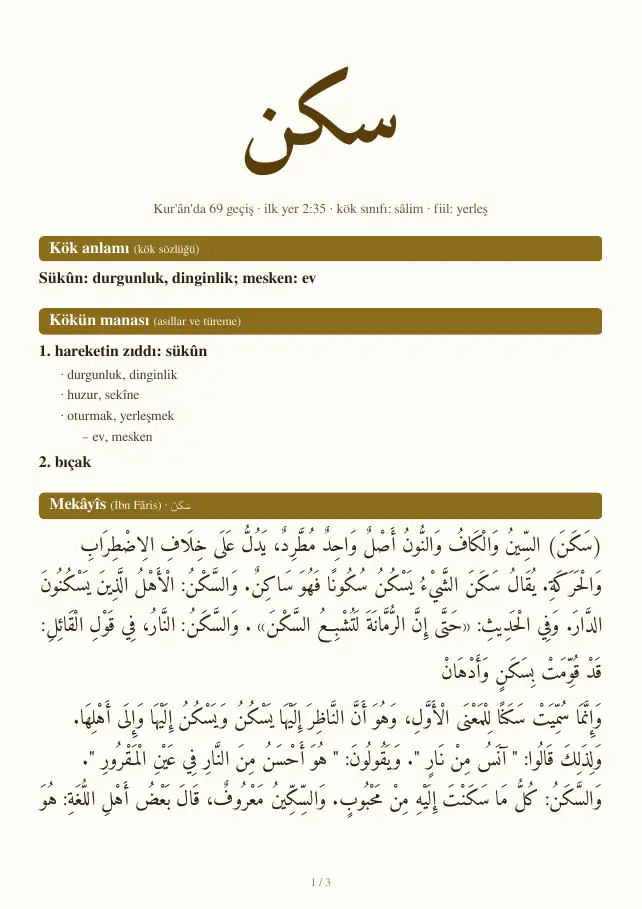 سكن
Kur'ân'da 69 geçiş · ilk yer 2:35 · kök sınıfı: sâlim · fiil: yerleş
Kök anlamı (kök sözlüğü)
Sükûn: durgunluk, dinginlik; mesken: ev
Kökün manası (asıllar ve türeme)
1. hareketin zıddı: sükûn
· durgunluk, dinginlik
· huzur, sekîne
· oturmak, yerleşmek
– ev, mesken
2. bıçak
Mekâyîs (İbn Fâris) · سَكَنَ
(سَكَنَ) السِّينُ وَالْكَافُ وَالنُّونُ أَصْلٌ وَاحِدٌ مُطَّرِدٌ، يَدُلُّ عَلَى خِلَافِ الِاضْطِرَابِ
وَالْحَرَكَةِ. يُقَالُ سَكَنَ الشَّيْءُ يَسْكُنُ سُكُونًا فَهُوَ سَاكِنٌ. وَالسَّكْنُ: الْأَهْلُ الَّذِينَ يَسْكُنُونَ
الدَّارَ. وَفِي الْحَدِيثِ: «حَتَّى إِنَّ الرُّمَّانَةَ لَتُشْبِعُ السَّكْنَ» . وَالسَّكَنُ: النَّارُ، فِي قَوْلِ الْقَائِلِ:
قَدْ قُوِّمَتْ بِسَكَنٍ وَأَدْهَانْ
وَإِنَّمَا سُمِّيَتْ سَكَنًا لِلْمَعْنَى الْأَوَّلِ، وَهُوَ أَنَّ النَّاظِرَ إِلَيْهَا يَسْكُنُ وَيَسْكُنُ إِلَيْهَا وَإِلَى أَهْلِهَا.
وَلِذَلِكَ قَالُوا: " آنَسُ مِنْ نَارٍ ". وَيَقُولُونَ: " هُوَ أَحْسَنُ مِنَ النَّارِ فِي عَيْنِ الْمَقْرُورِ ".
وَالسَّكَنُ: كُلُّ مَا سَكَنْتَ إِلَيْهِ مِنْ مَحْبُوبٍ. وَالسِّكِّينُ مَعْرُوفٌ، قَالَ بَعْضُ أَهْلِ اللُّغَةِ: هُوَ
1 / 3